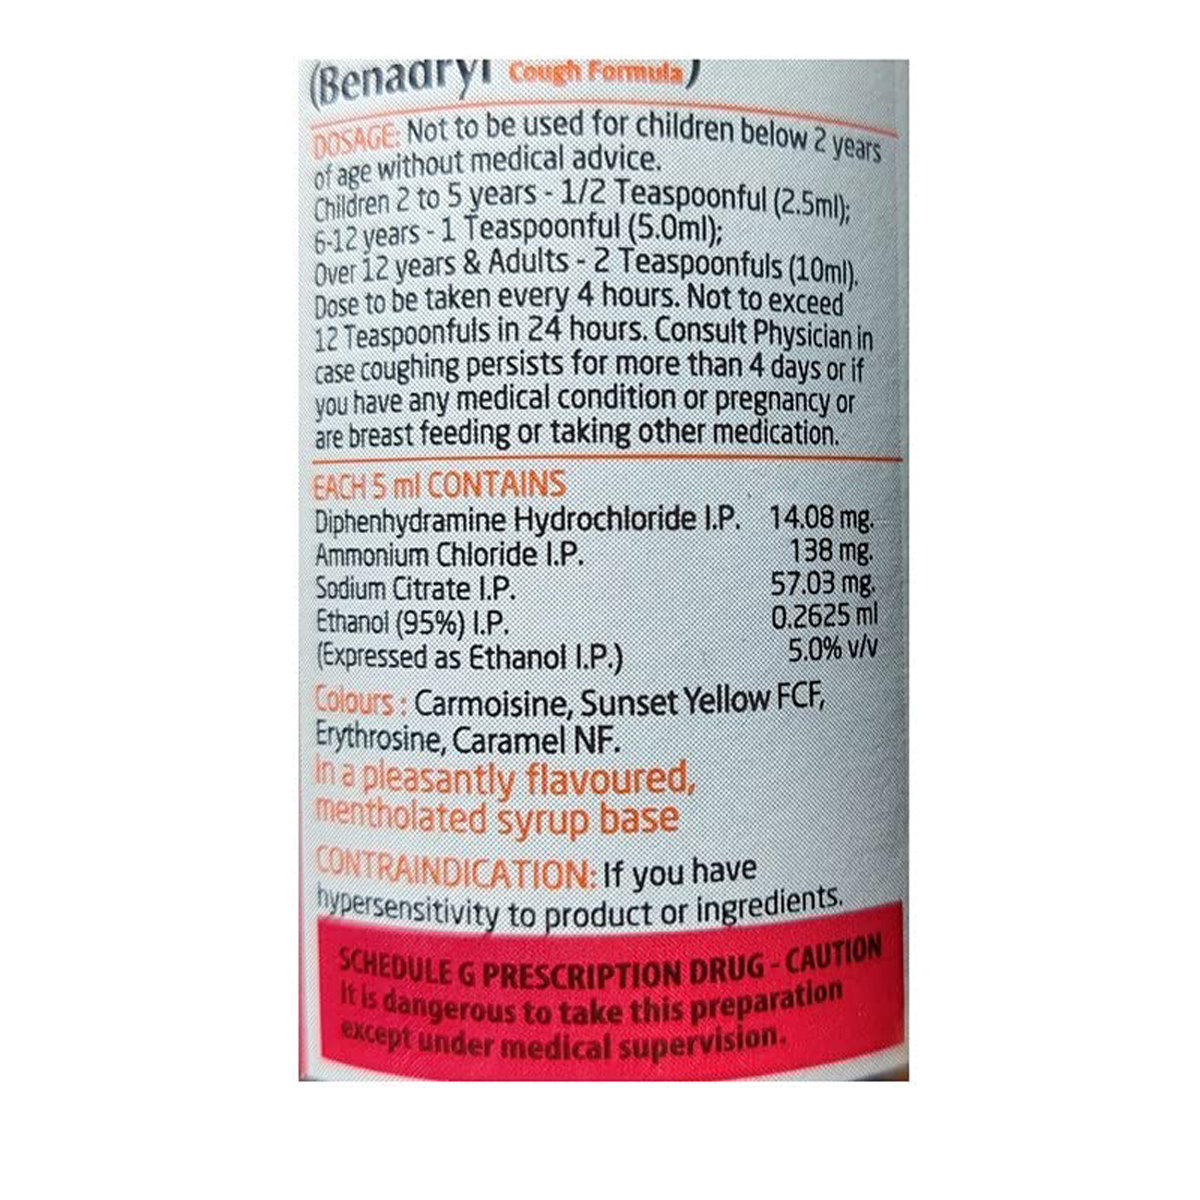 (Benadryl Cough Formula)
DOSAGE: Not to be used for children below 2 years
of age without medical advice.
Children 2 to 5 years - 1/2 Teaspoonful (2.5ml);
6-12 years - 1 Teaspoonful (5.0ml);
Over 12 years & Adults - 2 Teaspoonfuls (10ml).
Dose to be taken every 4 hours. Not to exceed
12 Teaspoonfuls in 24 hours. Consult Physician in
case coughing persists for more than 4 days or if
you have any medical condition or pregnancy or
are breast feeding or taking other medication.
EACH 5 ml CONTAINS
Diphenhydramine Hydrochloride I.P. 14.08 mg.
Ammonium Chloride I.P. 138 mg.
Sodium Citrate I.P. 57.03 mg.
Ethanol (95%) I.P. 0.2625 ml
(Expressed as Ethanol I.P.) 5.0% v/v
Colours : Carmoisine, Sunset Yellow FCF,
Erythrosine, Caramel NF.
In a pleasantly flavoured,
mentholated syrup base
CONTRAINDICATION: If you have
hypersensitivity to product or ingredients.
SCHEDULE G PRESCRIPTION DRUG - CAUTION
It is dangerous to take this preparation
except under medical supervision.